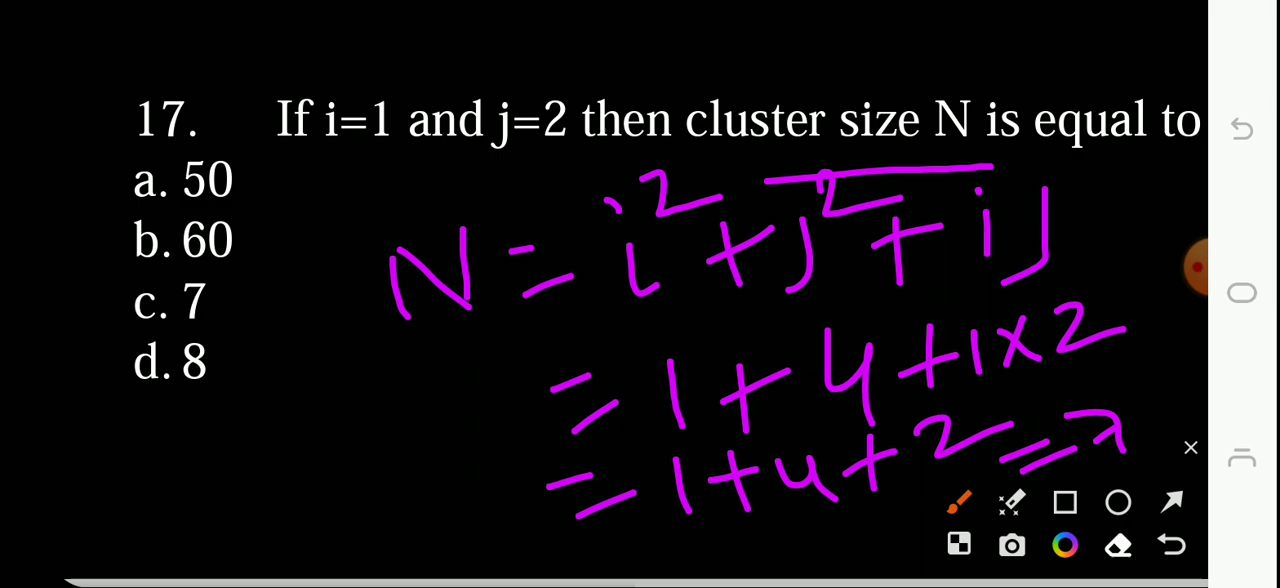 17. If i=1 and j=2 then cluster size N is equal to
a. 50
b. 60
c. 7
d. 8
N = i² + j² + ij
= 1 + 4 + 1×2
= 1+4+2=7